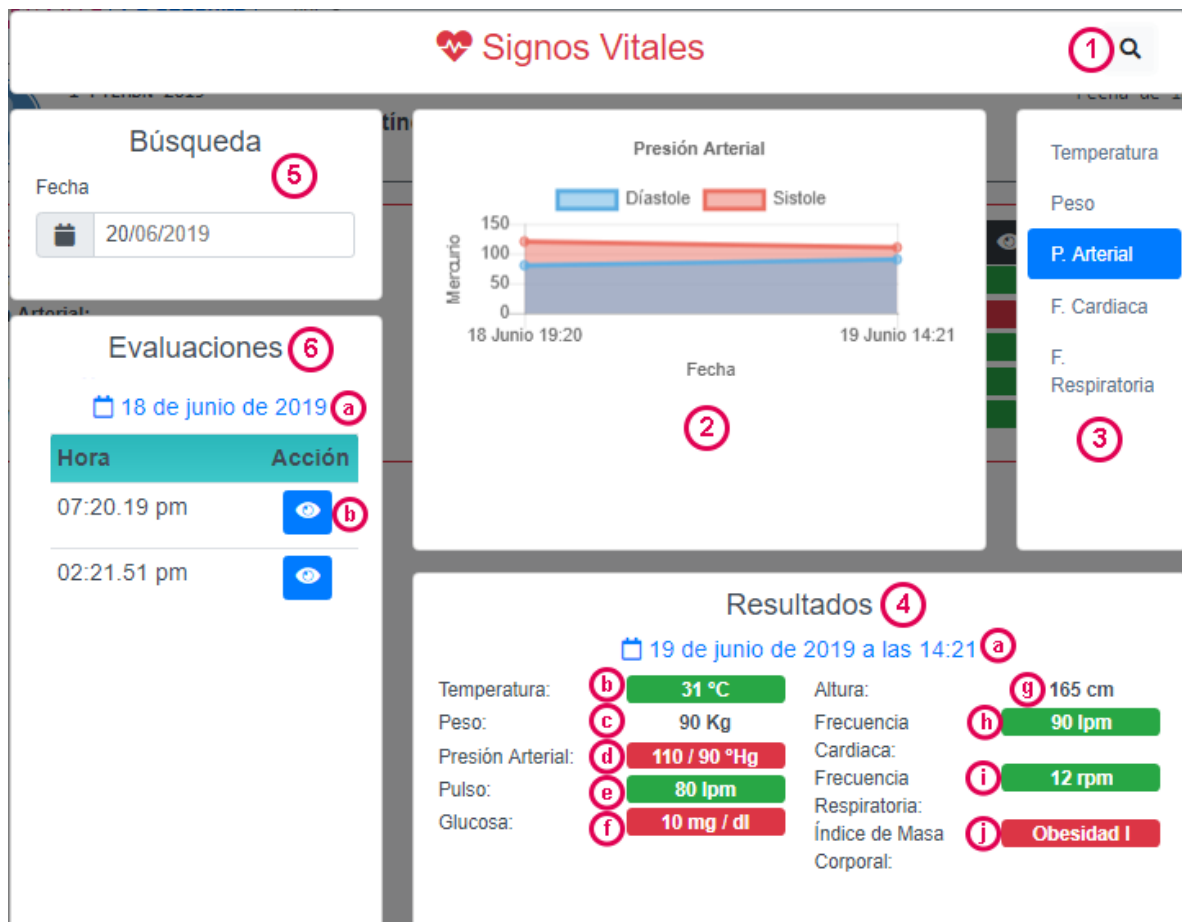 Signos Vitales
1
Búsqueda
5
Fecha
20/06/2019
Arterial:
Evaluaciones 6
18 de junio de 2019 a
Hora Acción
07:20.19 pm b
02:21.51 pm
Presión Arterial
Díastole Sistole
Mercurio
150
100
50
0
18 Junio 19:20 19 Junio 14:21
Fecha
2
Temperatura
Peso
P. Arterial
F. Cardiaca
F.
Respiratoria
3
Resultados 4
19 de junio de 2019 a las 14:21 a
Temperatura: b 31 °C
Peso: c 90 Kg
Presión Arterial: d 110 / 90 °Hg
Pulso: e 80 lpm
Glucosa: f 10 mg / dl
Altura: g 165 cm
Frecuencia h 90 lpm
Cardiaca:
Frecuencia i 12 rpm
Respiratoria:
Índice de Masa j Obesidad I
Corporal: